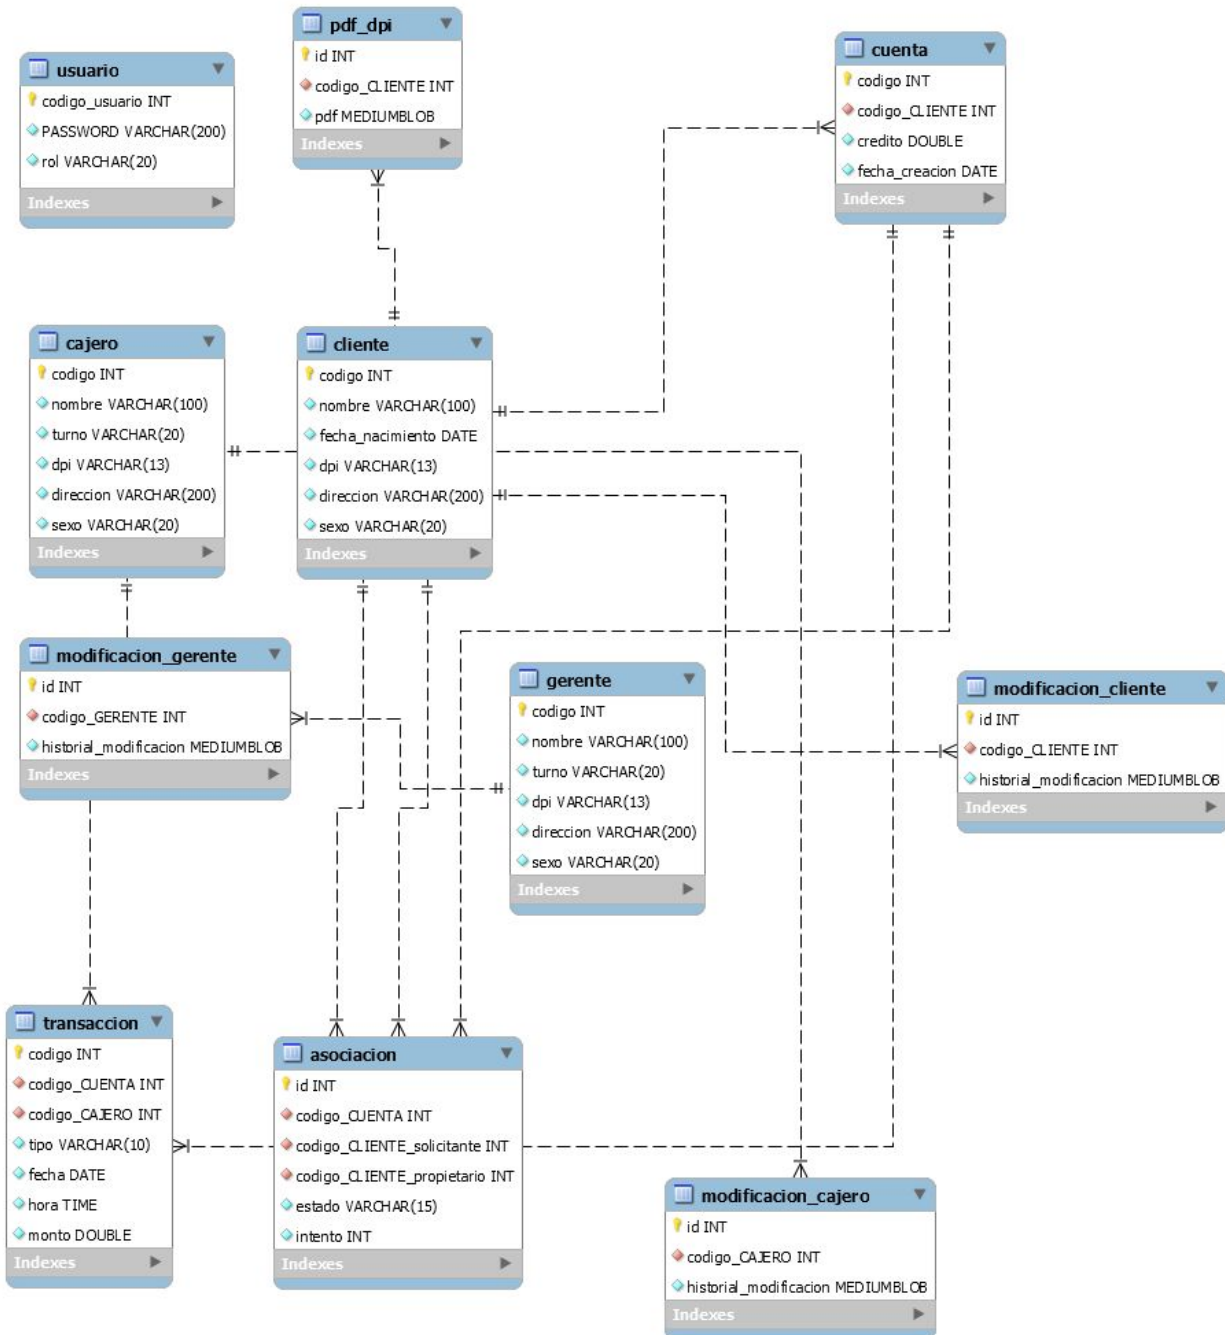 pdf_dpi
id INT
codigo_CLIENTE INT
pdf MEDIUMBLOB
Indexes
usuario
codigo_usuario INT
PASSWORD VARCHAR(200)
rol VARCHAR(20)
Indexes
cuenta
codigo INT
codigo_CLIENTE INT
credito DOUBLE
fecha_creacion DATE
Indexes
cajero
codigo INT
nombre VARCHAR(100)
turno VARCHAR(20)
dpi VARCHAR(13)
direccion VARCHAR(200)
sexo VARCHAR(20)
Indexes
cliente
codigo INT
nombre VARCHAR(100)
fecha_nacimiento DATE
dpi VARCHAR(13)
direccion VARCHAR(200)
sexo VARCHAR(20)
Indexes
modificacion_gerente
id INT
codigo_GERENTE INT
historial_modificacion MEDIUMBLOB
Indexes
gerente
codigo INT
nombre VARCHAR(100)
turno VARCHAR(20)
dpi VARCHAR(13)
direccion VARCHAR(200)
sexo VARCHAR(20)
Indexes
modificacion_cliente
id INT
codigo_CLIENTE INT
historial_modificacion MEDIUMBLOB
Indexes
transaccion
codigo INT
codigo_CUENTA INT
codigo_CAJERO INT
tipo VARCHAR(10)
fecha DATE
hora TIME
monto DOUBLE
Indexes
asociacion
id INT
codigo_CUENTA INT
codigo_CLIENTE_solicitante INT
codigo_CLIENTE_propietario INT
estado VARCHAR(15)
intento INT
Indexes
modificacion_cajero
id INT
codigo_CAJERO INT
historial_modificacion MEDIUMBLOB
Indexes